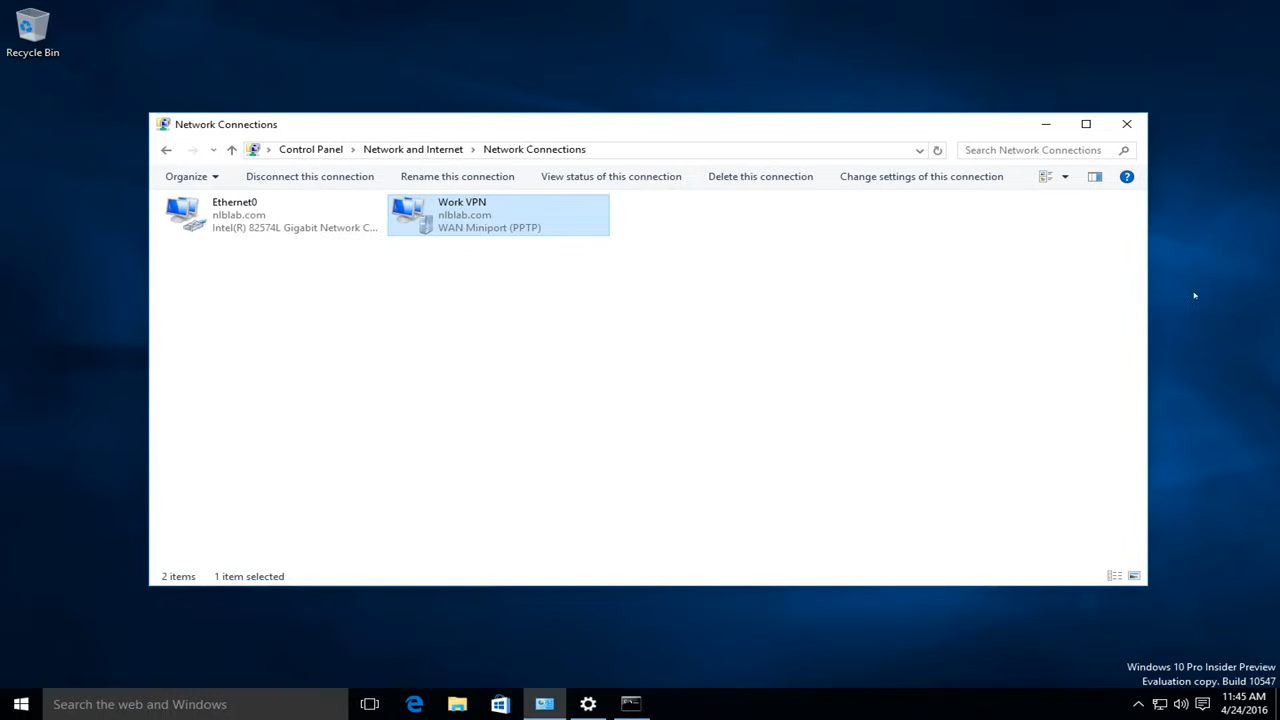 Recycle Bin
Network Connections
Control Panel > Network and Internet > Network Connections
Search Network Connections
Organize
Disconnect this connection
Rename this connection
View status of this connection
Delete this connection
Change settings of this connection
Ethernet0
nlblab.com
Intel(R) 82574L Gigabit Network C...
Work VPN
nlblab.com
WAN Miniport (PPTP)
2 items
1 item selected
Windows 10 Pro Insider Preview
Evaluation copy. Build 10547
Search the web and Windows
11:45 AM
4/24/2016